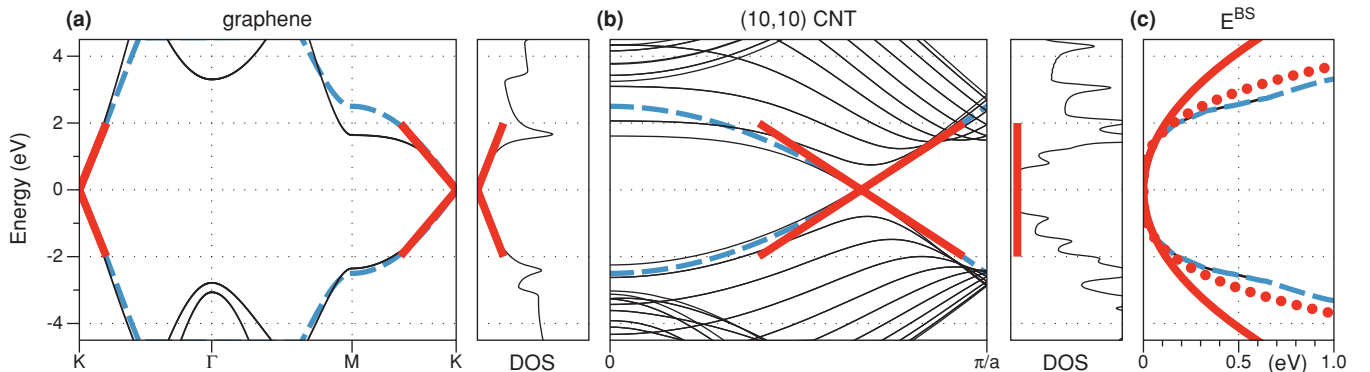 (a) graphene
(b) (10,10) CNT
(c) E^BS
Energy (eV)
4
2
0
-2
-4
K Γ M K
DOS
0 π/a
DOS
0 0.5 (eV) 1.0